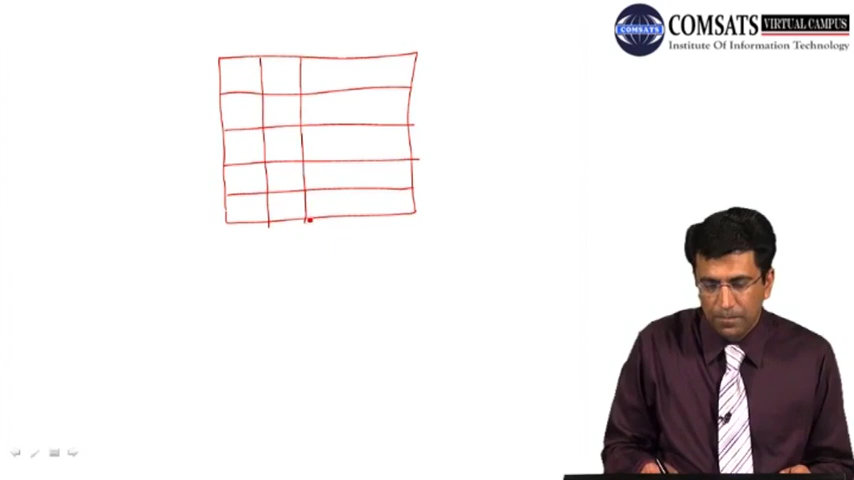 COMSATS
COMSATS VIRTUAL CAMPUS
Institute Of Information Technology